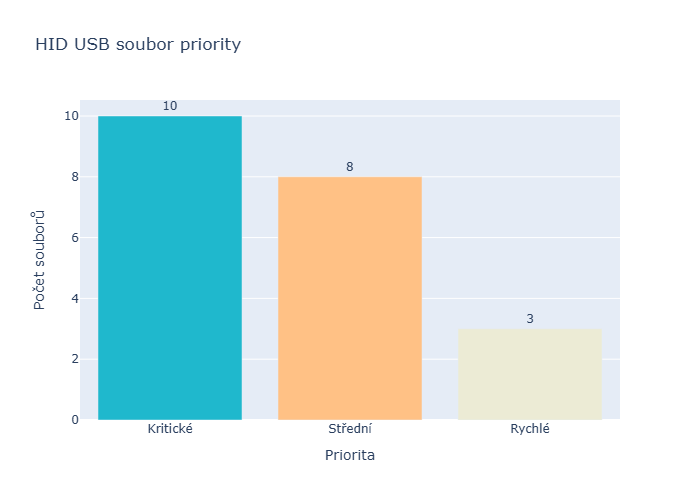 HID USB soubor priority
10
8
3
10
8
6
4
2
0
Počet souborů
Kritické
Střední
Rychlé
Priorita